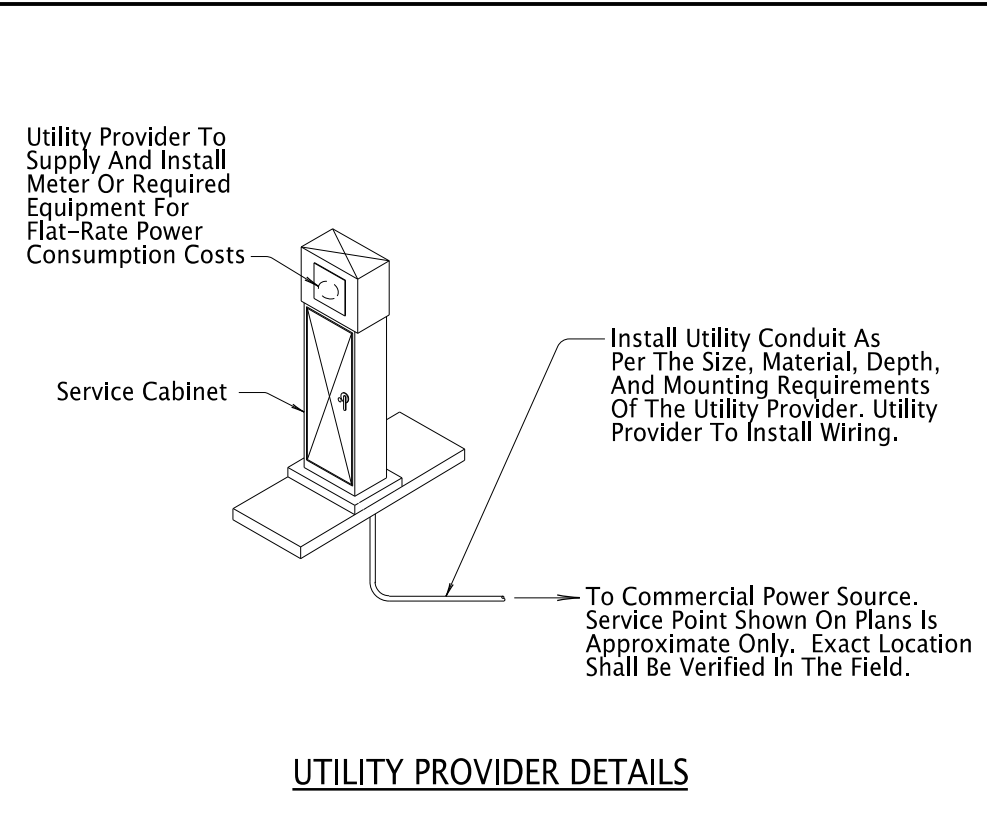 Utility Provider To
Supply And Install
Meter Or Required
Equipment For
Flat-Rate Power
Consumption Costs
Service Cabinet
Install Utility Conduit As
Per The Size, Material, Depth,
And Mounting Requirements
Of The Utility Provider. Utility
Provider To Install Wiring.
To Commercial Power Source.
Service Point Shown On Plans Is
Approximate Only.  Exact Location
Shall Be Verified In The Field.
UTILITY PROVIDER DETAILS